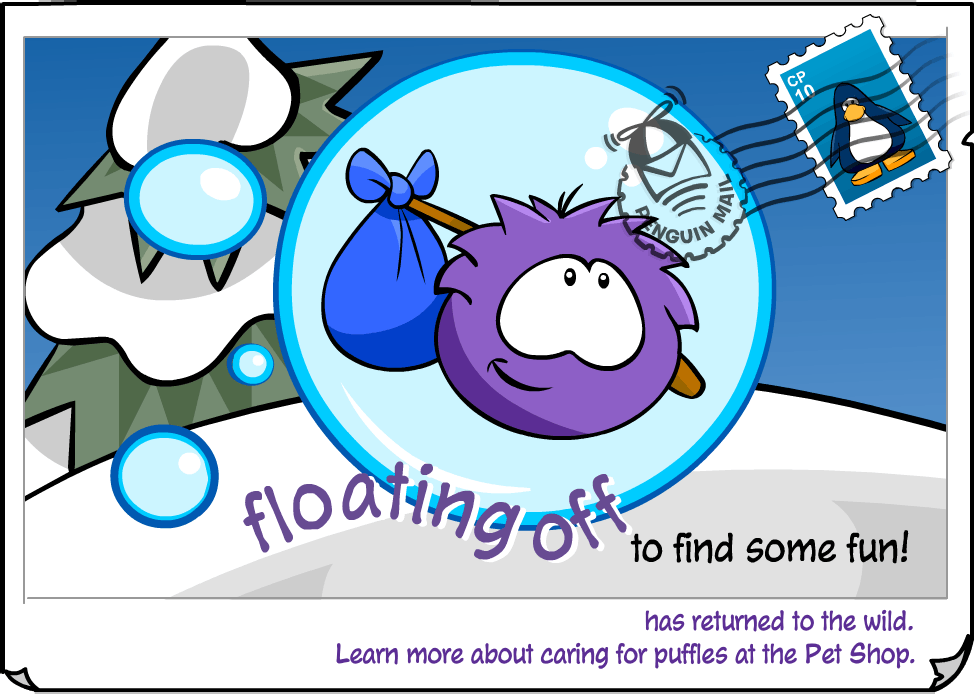 CP
10
PENGUIN MAIL
floating off
to find some fun!
has returned to the wild.
Learn more about caring for puffles at the Pet Shop.